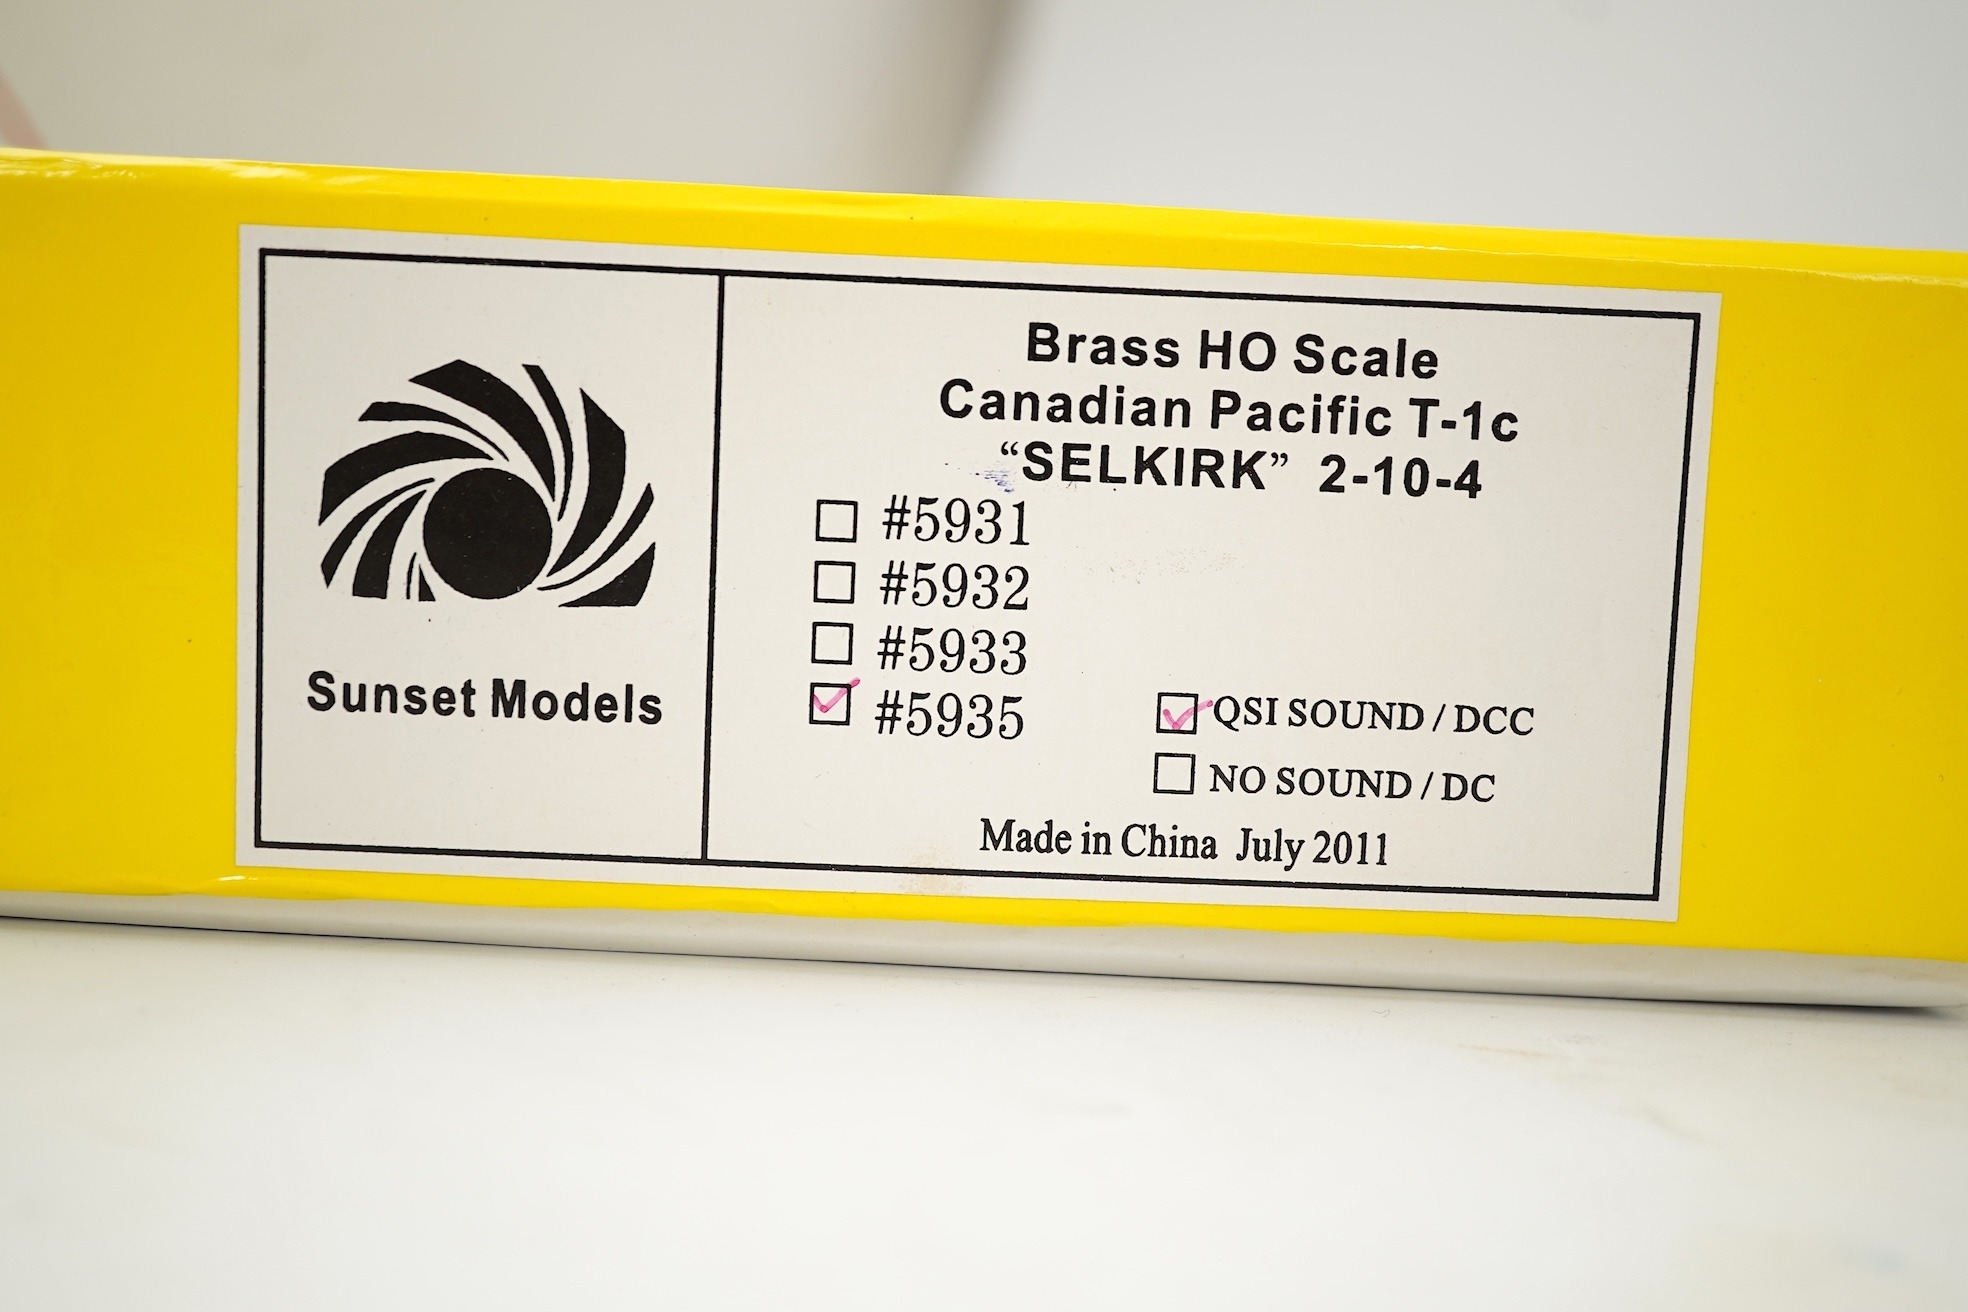 Brass HO Scale
Canadian Pacific T-1c
“SELKIRK” 2-10-4
#5931
#5932
#5933
#5935
QSI SOUND / DCC
NO SOUND / DC
Made in China July 2011
Sunset Models